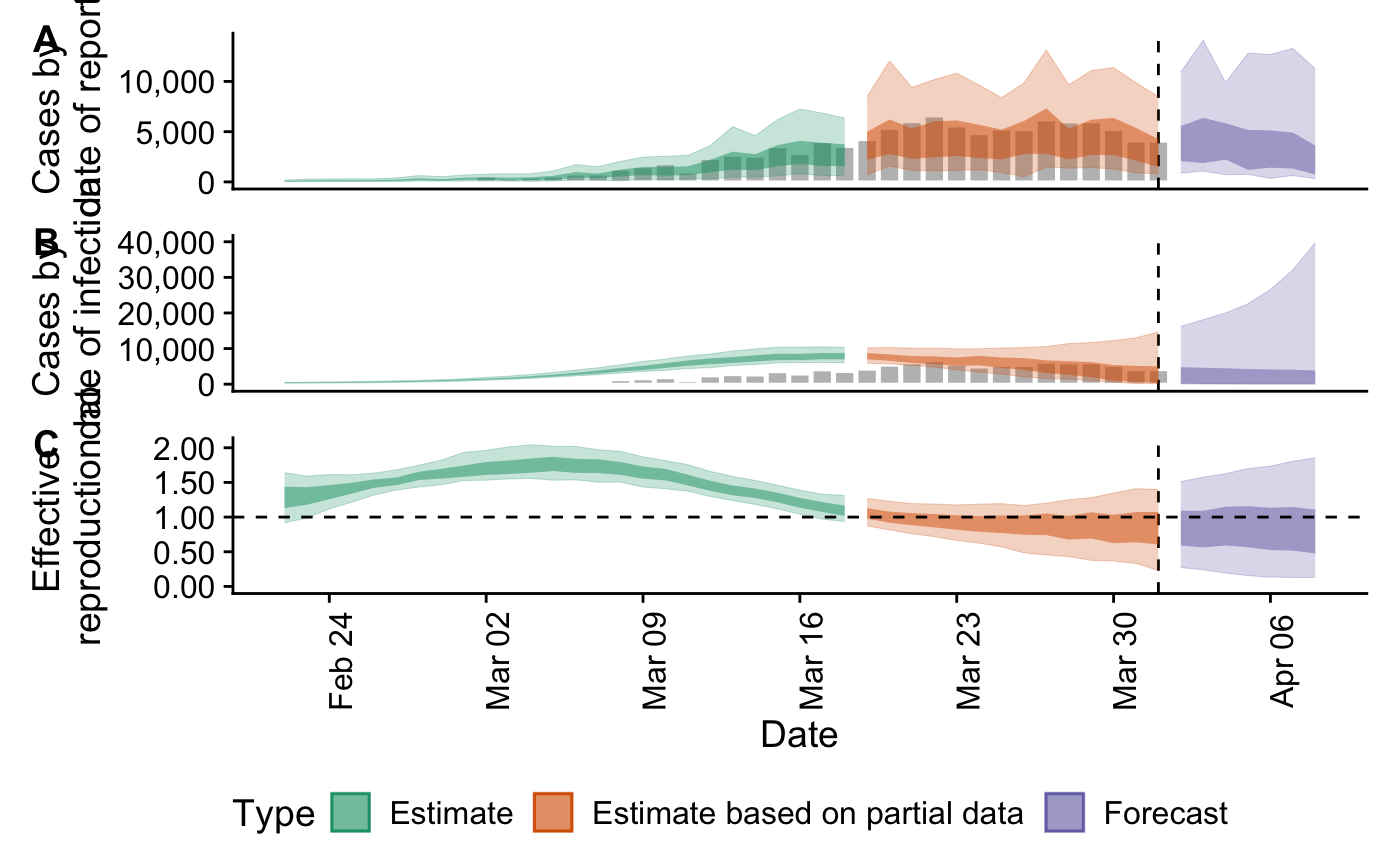 A
Cases by
date of report
10,000
5,000
0
B
Cases by
date of infecti
40,000
30,000
20,000
10,000
0
C
Effective
reproduction
2.00
1.50
1.00
0.50
0.00
Feb 24
Mar 02
Mar 09
Mar 16
Mar 23
Mar 30
Apr 06
Date
Type Estimate Estimate based on partial data Forecast